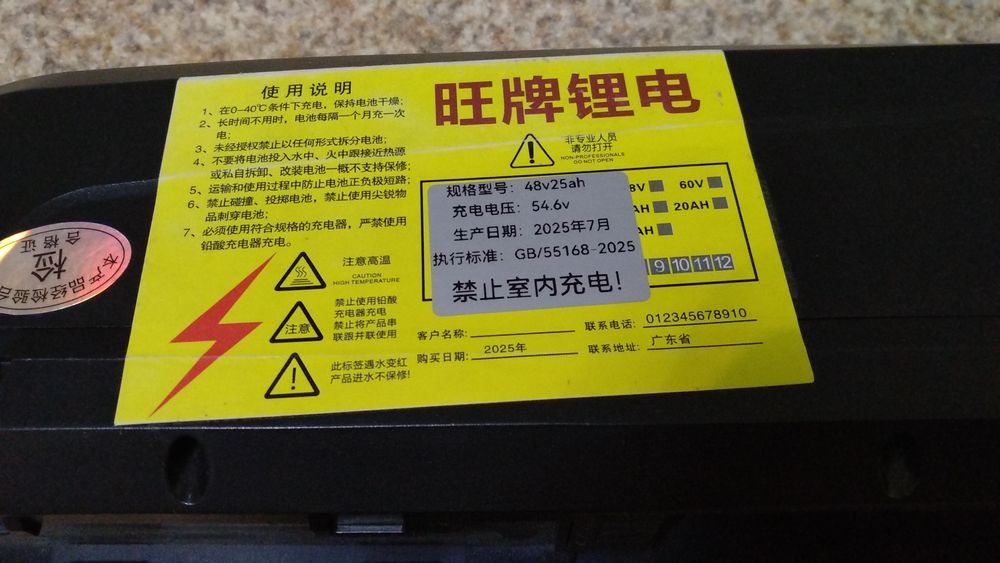 使用说明
1、在0-40℃条件下充电，保持电池干燥；
2、长时间不用时，电池每隔一个月充一次
电；
3、未经授权禁止以任何形式拆分电池；
4、不要将电池投入水中、火中跟接近热源
或私自拆卸、改装电池一概不支持保修；
5、运输和使用过程中防止电池正负极短路；
6、禁止碰撞、投掷电池，禁止使用尖锐物
品刺穿电池；
7、必须使用符合规格的充电器，严禁使用
铅酸充电器充电。
注意高温
CAUTION
HIGH TEMPERATURE
注意
禁止使用铅酸
充电器充电
禁止将产品串
联跟并联使用
此标签遇水变红
产品进水不保修!
旺牌锂电
非专业人员
请勿打开
NON-PROFESSIONALS
DO NOT OPEN
规格型号：48v25ah
充电电压：54.6v
生产日期：2025年7月
执行标准：GB/55168-2025
禁止室内充电!
8V 60V
AH 20AH
AH
9 10 11 12
客户名称：
联系电话：012345678910
购买日期：2025年
联系地址：广东省
本产品经检验合
检
合格证